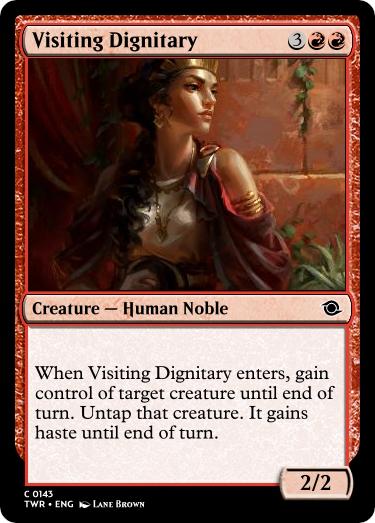 Visiting Dignitary 3
Creature — Human Noble
When Visiting Dignitary enters, gain
control of target creature until end of
turn. Untap that creature. It gains
haste until end of turn.
2/2
C 0143
TWR • ENG Lane Brown